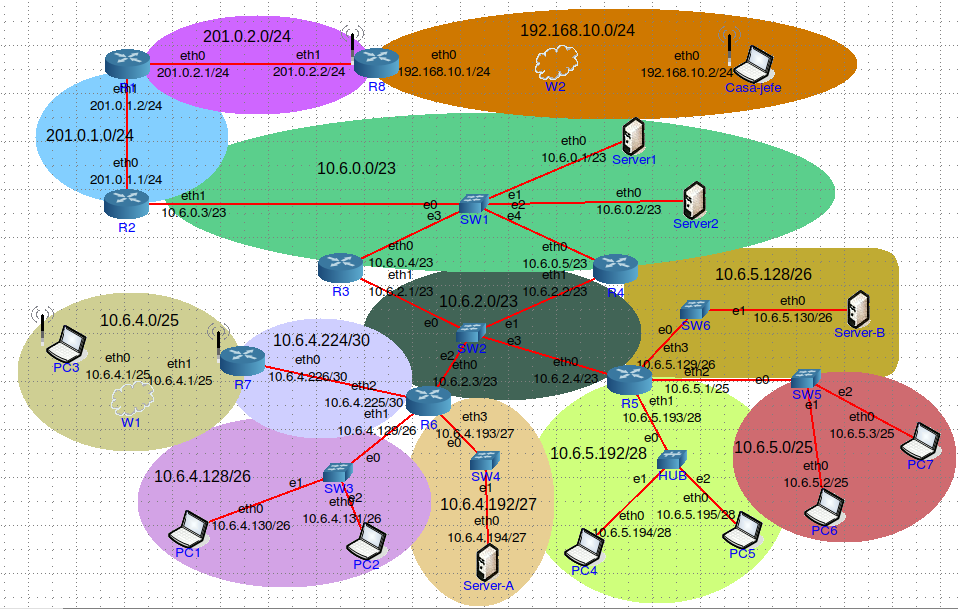 201.0.2.0/24
192.168.10.0/24
eth0
eth1
eth0
eth0
201.0.2.1/24
201.0.2.2/24
192.168.10.1/24
192.168.10.2/24
R8
W2
Casa-jefe
eth1
201.0.1.2/24
201.0.1.0/24
eth0
201.0.1.1/24
R2
eth1
10.6.0.3/23
10.6.0.0/23
eth0
10.6.0.1/23
Server1
eth0
10.6.0.2/23
Server2
e0
e1
e2
e3
e4
SW1
eth0
10.6.0.4/23
eth0
10.6.0.5/23
R3
eth1
10.6.2.1/23
R4
eth1
10.6.2.2/23
10.6.2.0/23
e0
e1
SW2
e2
e3
eth0
10.6.2.3/23
eth0
10.6.2.4/23
10.6.5.128/26
SW6
e1
eth0
10.6.5.130/26
Server-B
e0
eth3
10.6.5.129/26
10.6.4.0/25
PC3
eth0
10.6.4.1/25
eth1
10.6.4.1/25
W1
R7
10.6.4.224/30
eth0
10.6.4.226/30
eth2
10.6.4.225/30
eth1
10.6.4.129/26
R6
eth3
10.6.4.193/27
R5
eth2
10.6.5.1/25
e0
SW5
e1
e2
eth1
10.6.5.193/28
eth0
10.6.5.3/25
PC7
10.6.5.0/25
eth0
10.6.5.2/25
PC6
10.6.4.128/26
e0
SW3
e1
e2
eth0
10.6.4.130/26
PC1
eth0
10.6.4.131/26
PC2
e0
SW4
e1
10.6.4.192/27
eth0
10.6.4.194/27
Server-A
10.6.5.192/28
e0
HUB
e1
e2
eth0
10.6.5.194/28
PC4
eth0
10.6.5.195/28
PC5